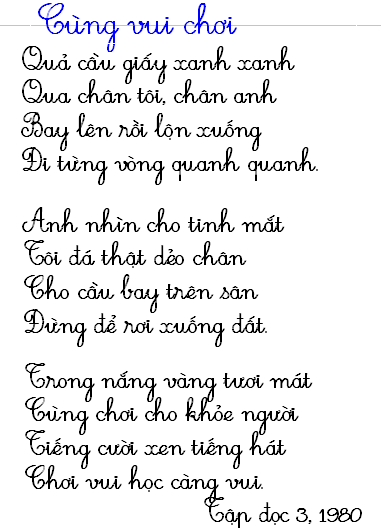 Cùng vui chơi
Quả cầu giấy xanh xanh
Qua chân tôi, chân anh
Bay lên rồi lộn xuống
Đi từng vòng quanh quanh.
Anh nhìn cho tinh mắt
Tôi đá thật dẻo chân
Cho cầu bay trên sân
Đừng để rơi xuống đất.
Trong nắng vàng tươi mát
Cùng chơi cho khỏe người
Tiếng cười xen tiếng hát
Chơi vui học càng vui.
Tập đọc 3, 1980